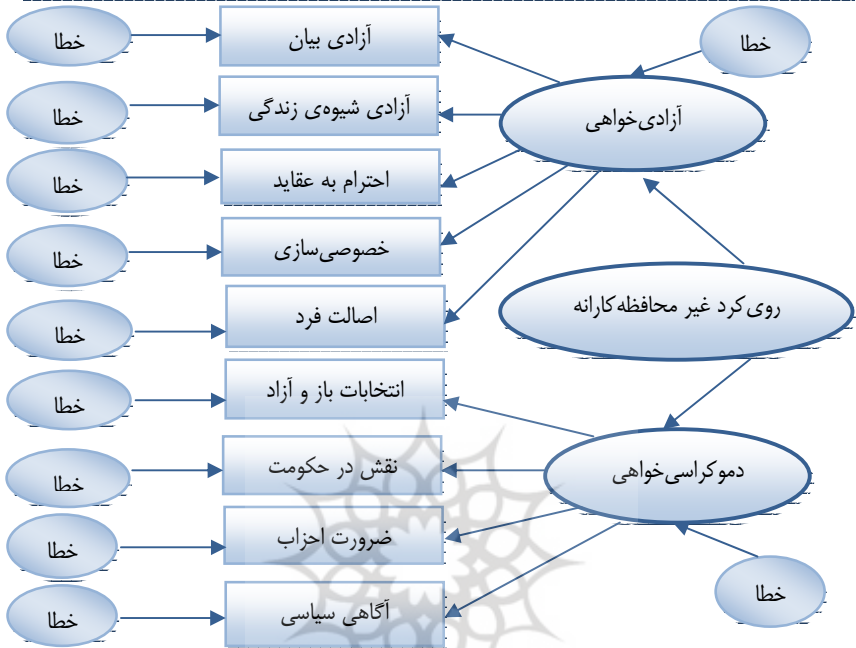 خطا
آزادی بیان
خطا
آزادی‌خواهی
خطا
آزادی شیوه‌ی زندگی
خطا
احترام به عقاید
خطا
خصوصی‌سازی
روی‌کرد غیر محافظه‌کارانه
خطا
اصالت فرد
خطا
انتخابات باز و آزاد
دموکراسی‌خواهی
خطا
نقش در حکومت
خطا
ضرورت احزاب
خطا
خطا
آگاهی سیاسی